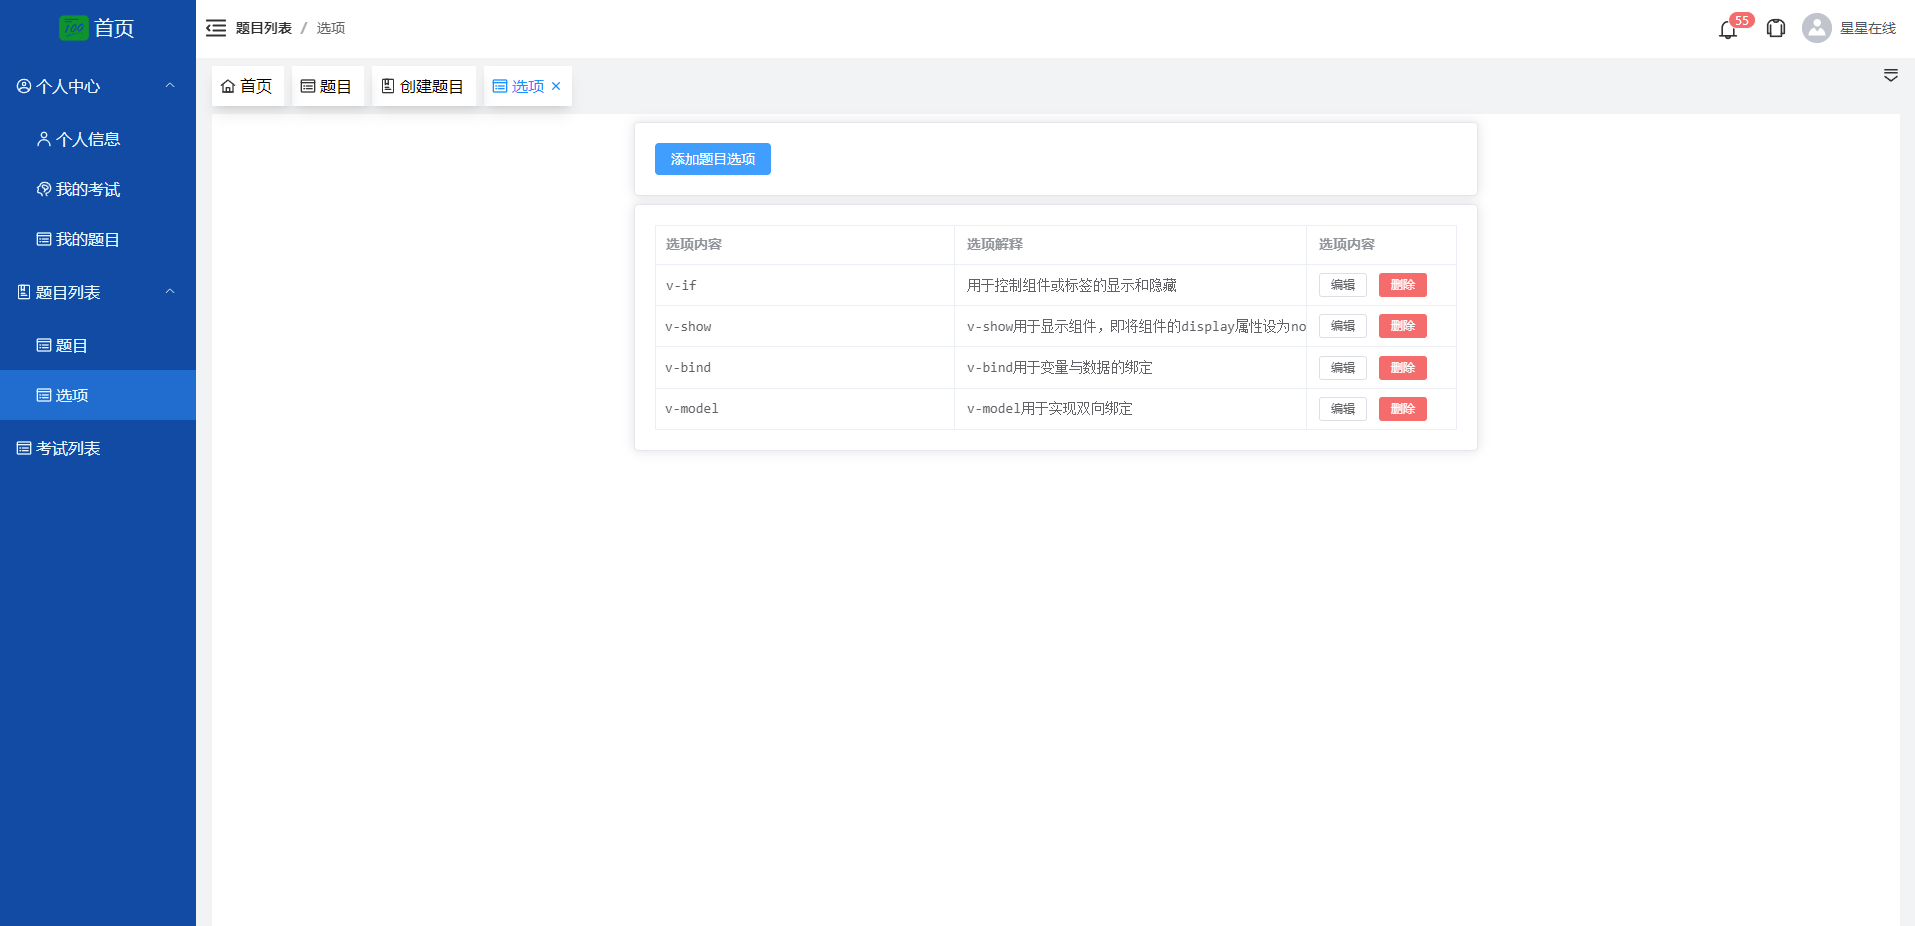 100 首页
个人中心
个人信息
我的考试
我的题目
题目列表
题目
选项
考试列表
题目列表 / 选项
55
星星在线
首页 题目 创建题目 选项
添加题目选项
选项内容 选项解释 选项内容
v-if 用于控制组件或标签的显示和隐藏 编辑 删除
v-show v-show用于显示组件，即将组件的display属性设为no 编辑 删除
v-bind v-bind用于变量与数据的绑定 编辑 删除
v-model v-model用于实现双向绑定 编辑 删除